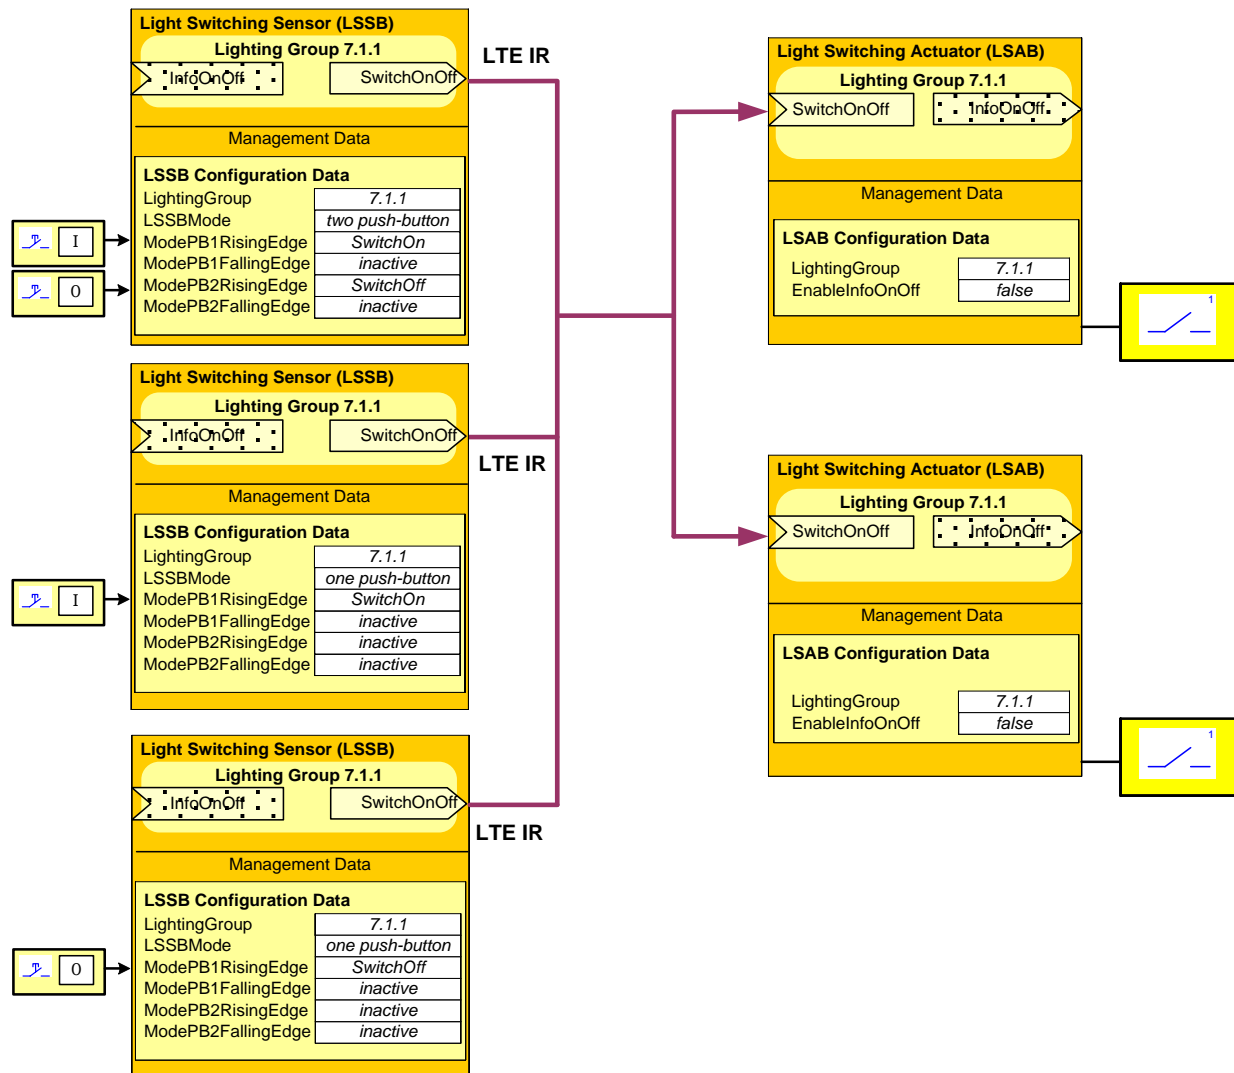 Light Switching Sensor (LSSB)
Lighting Group 7.1.1
InfoOnOff
SwitchOnOff
LTE IR
Management Data
LSSB Configuration Data
LightingGroup 7.1.1
LSSBMode two push-button
ModePB1RisingEdge SwitchOn
ModePB1FallingEdge inactive
ModePB2RisingEdge SwitchOff
ModePB2FallingEdge inactive
I
0
Light Switching Sensor (LSSB)
Lighting Group 7.1.1
InfoOnOff
SwitchOnOff
LTE IR
Management Data
LSSB Configuration Data
LightingGroup 7.1.1
LSSBMode one push-button
ModePB1RisingEdge SwitchOn
ModePB1FallingEdge inactive
ModePB2RisingEdge inactive
ModePB2FallingEdge inactive
I
Light Switching Sensor (LSSB)
Lighting Group 7.1.1
InfoOnOff
SwitchOnOff
LTE IR
Management Data
LSSB Configuration Data
LightingGroup 7.1.1
LSSBMode one push-button
ModePB1RisingEdge SwitchOff
ModePB1FallingEdge inactive
ModePB2RisingEdge inactive
ModePB2FallingEdge inactive
0
Light Switching Actuator (LSAB)
Lighting Group 7.1.1
SwitchOnOff
InfoOnOff
Management Data
LSAB Configuration Data
LightingGroup 7.1.1
EnableInfoOnOff false
1
Light Switching Actuator (LSAB)
Lighting Group 7.1.1
SwitchOnOff
InfoOnOff
Management Data
LSAB Configuration Data
LightingGroup 7.1.1
EnableInfoOnOff false
1